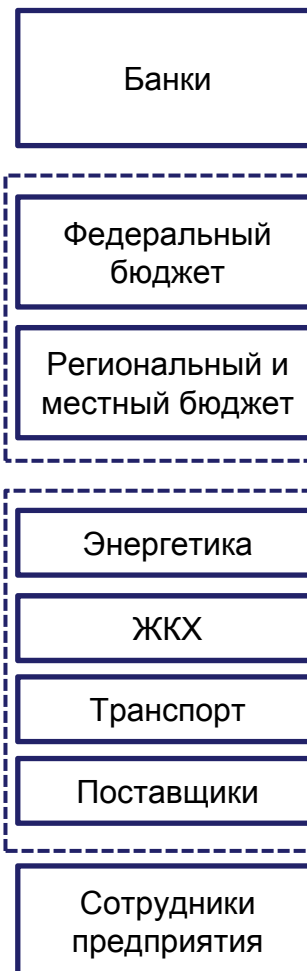 Банки
Федеральный
бюджет
Региональный и
местный бюджет
Энергетика
ЖКХ
Транспорт
Поставщики
Сотрудники
предприятия